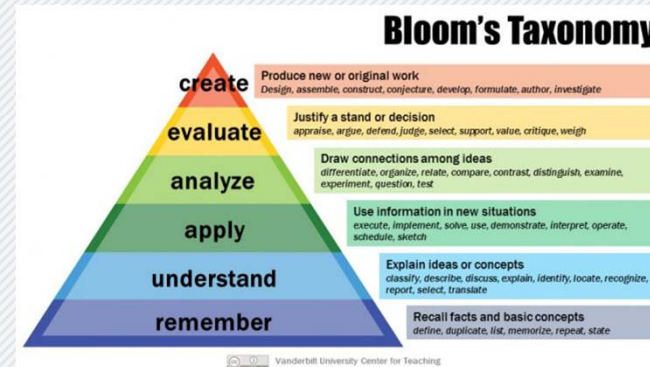 Bloom's Taxonomy
create
Produce new or original work
Design, assemble, construct, conjecture, develop, formulate, author, investigate
evaluate
Justify a stand or decision
appraise, argue, defend, judge, select, support, value, critique, weigh
analyze
Draw connections among ideas
differentiate, organize, relate, compare, contrast, distinguish, examine,
experiment, question, test
apply
Use information in new situations
execute, implement, solve, use, demonstrate, interpret, operate,
schedule, sketch
understand
Explain ideas or concepts
classify, describe, discuss, explain, identify, locate, recognize,
report, select, translate
remember
Recall facts and basic concepts
define, duplicate, list, memorize, repeat, state
Vanderbilt University Center for Teaching